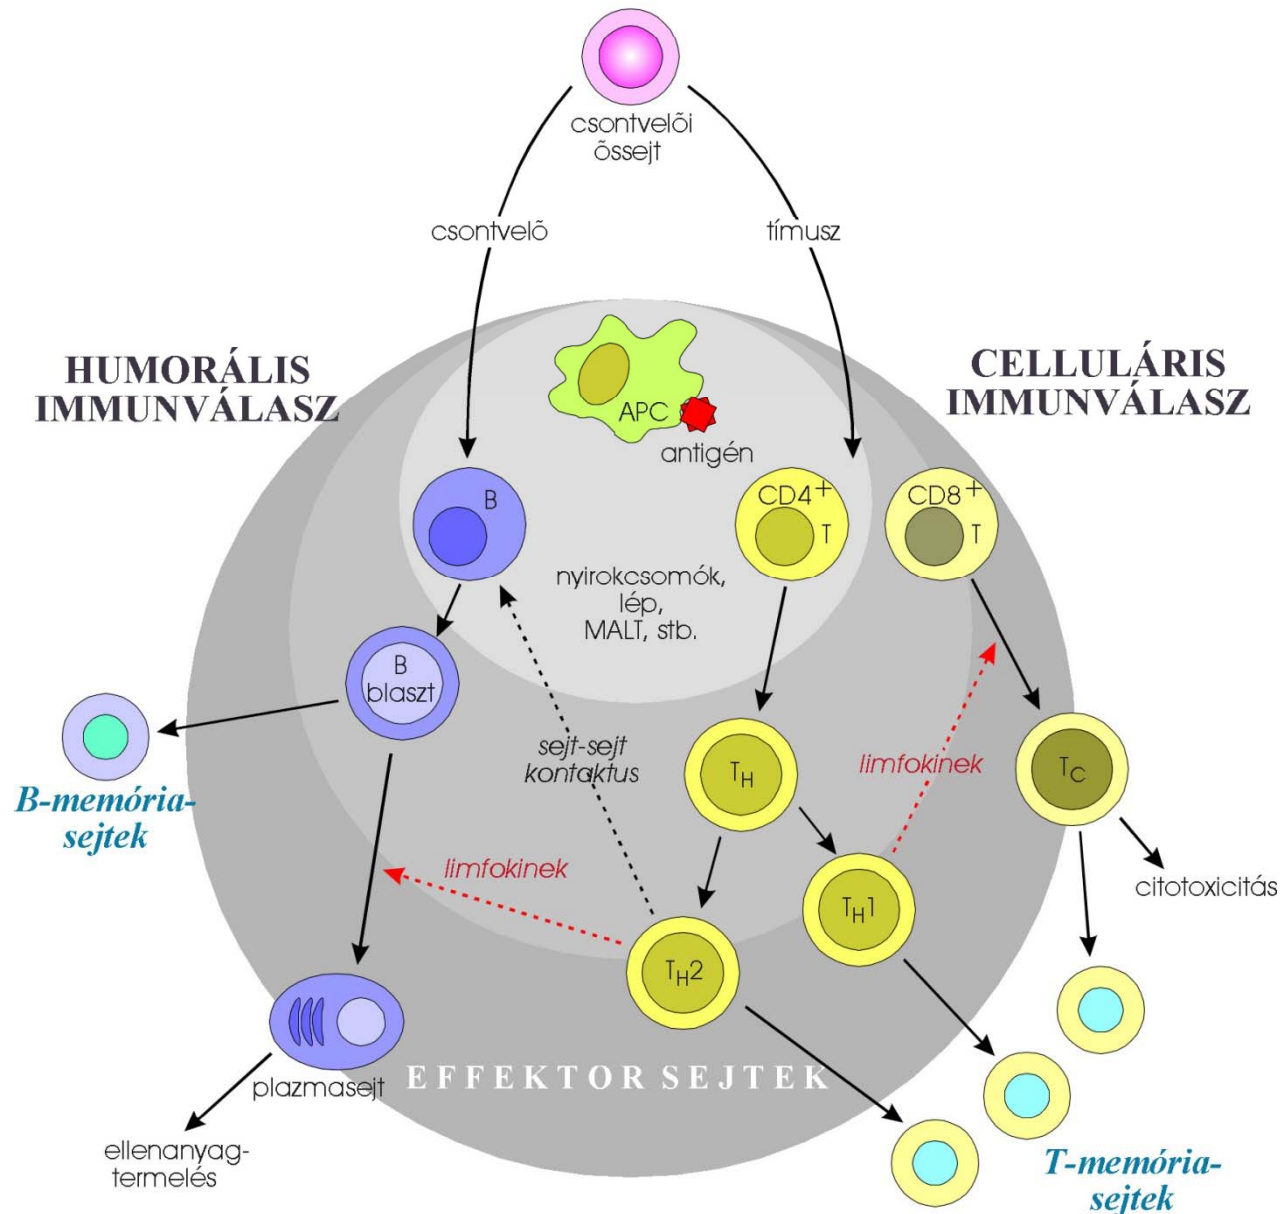 csontvelõi
õssejt
csontvelõ
tímusz
HUMORÁLIS
IMMUNVÁLASZ
CELLULÁRIS
IMMUNVÁLASZ
APC
antigén
B
CD4+
T
CD8+
T
nyirokcsomók,
lép,
MALT, stb.
B
blaszt
sejt-sejt
kontaktus
TH
limfokinek
TC
B-memória-
sejtek
limfokinek
TH1
citotoxicitás
TH2
plazmasejt
EFFEKTOR SEJTEK
ellenanyag-
termelés
T-memória-
sejtek